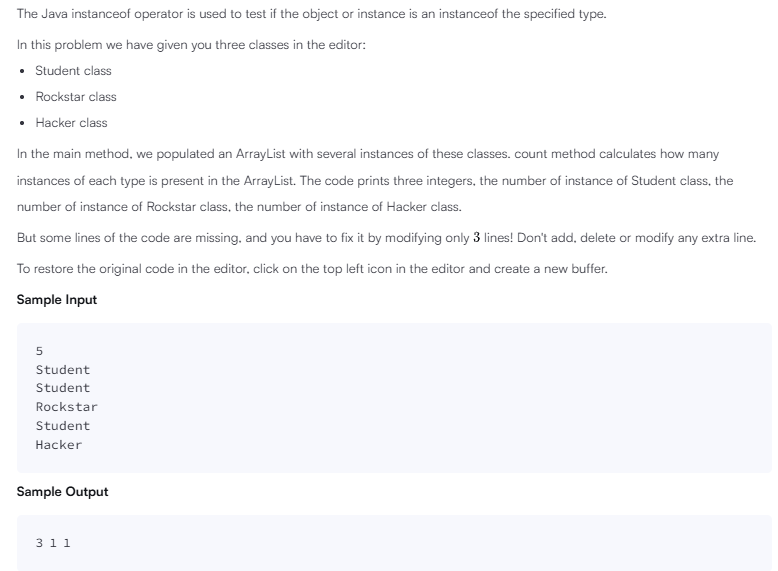 The Java instanceof operator is used to test if the object or instance is an instanceof the specified type.
In this problem we have given you three classes in the editor:
• Student class
• Rockstar class
• Hacker class
In the main method, we populated an ArrayList with several instances of these classes. count method calculates how many
instances of each type is present in the ArrayList. The code prints three integers, the number of instance of Student class, the
number of instance of Rockstar class, the number of instance of Hacker class.
But some lines of the code are missing, and you have to fix it by modifying only 3 lines! Don't add, delete or modify any extra line.
To restore the original code in the editor, click on the top left icon in the editor and create a new buffer.
Sample Input
5
Student
Student
Rockstar
Student
Hacker
Sample Output
3 1 1